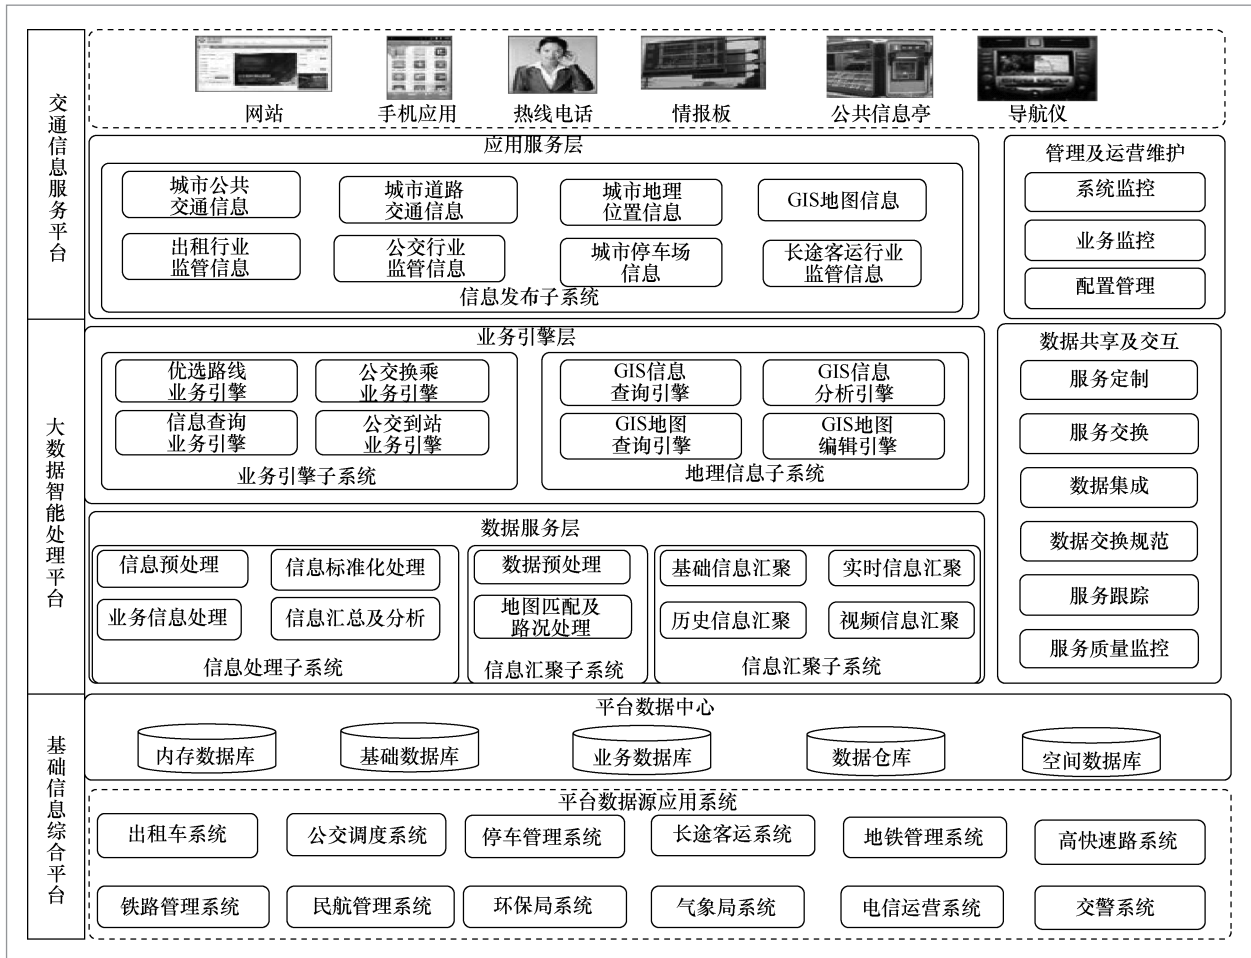 交通信息服务平台
网站
手机应用
热线电话
情报板
公共信息亭
导航仪
应用服务层
城市公共
交通信息
城市道路
交通信息
城市地理
位置信息
GIS地图信息
出租行业
监管信息
公交行业
监管信息
城市停车场
信息
长途客运行业
监管信息
信息发布子系统
管理及运营维护
系统监控
业务监控
配置管理
大数据智能处理平台
业务引擎层
优选路线
业务引擎
公交换乘
业务引擎
信息查询
业务引擎
公交到站
业务引擎
业务引擎子系统
GIS信息
查询引擎
GIS信息
分析引擎
GIS地图
查询引擎
GIS地图
编辑引擎
地理信息子系统
数据服务层
信息预处理
信息标准化处理
业务信息处理
信息汇总及分析
信息处理子系统
数据预处理
地图匹配及
路况处理
信息汇聚子系统
基础信息汇聚
实时信息汇聚
历史信息汇聚
视频信息汇聚
信息汇聚子系统
数据共享及交互
服务定制
服务交换
数据集成
数据交换规范
服务跟踪
服务质量监控
基础信息综合平台
平台数据中心
内存数据库
基础数据库
业务数据库
数据仓库
空间数据库
平台数据源应用系统
出租车系统
公交调度系统
停车管理系统
长途客运系统
地铁管理系统
高快速路系统
铁路管理系统
民航管理系统
环保局系统
气象局系统
电信运营系统
交警系统